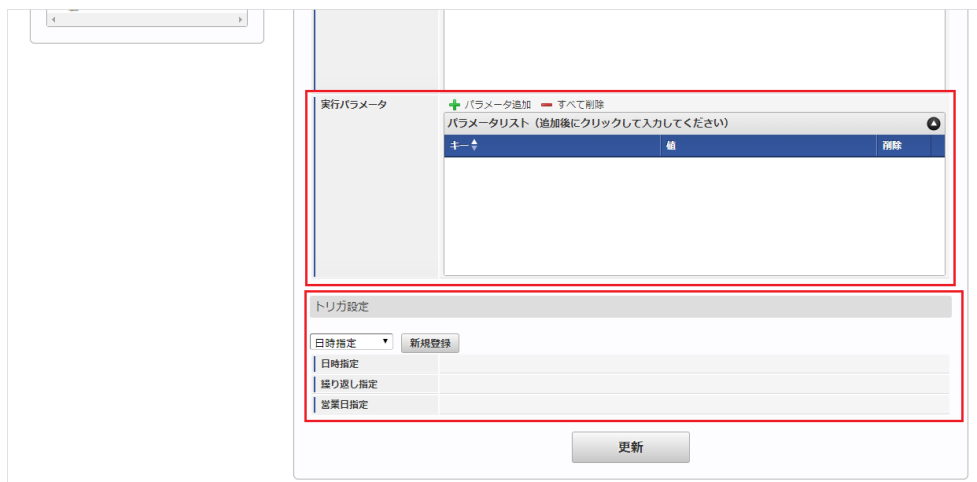 実行パラメータ
パラメータ追加 すべて削除
パラメータリスト（追加後にクリックして入力してください）
キー 値 削除
トリガ設定
日時指定 新規登録
日時指定
繰り返し指定
営業日指定
更新